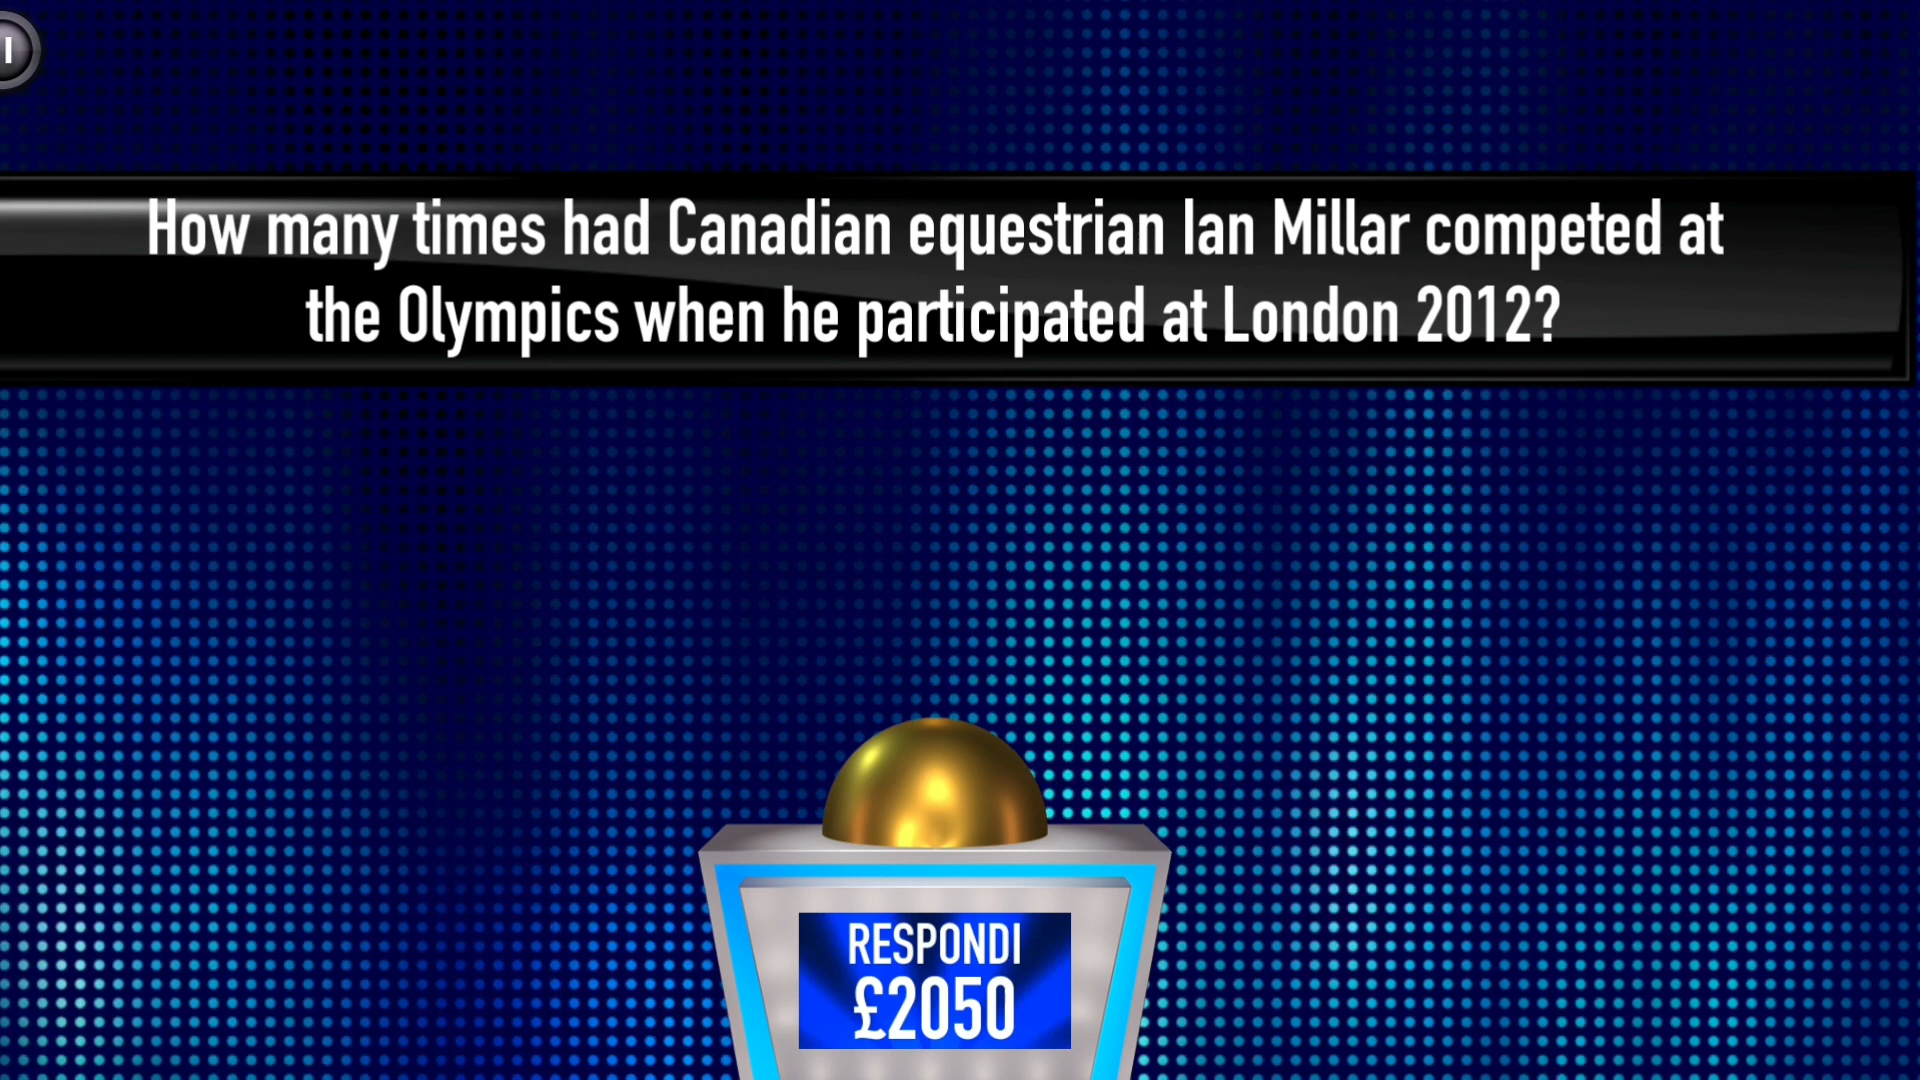 How many times had Canadian equestrian Ian Millar competed at
the Olympics when he participated at London 2012?
RESPONDI
£2050